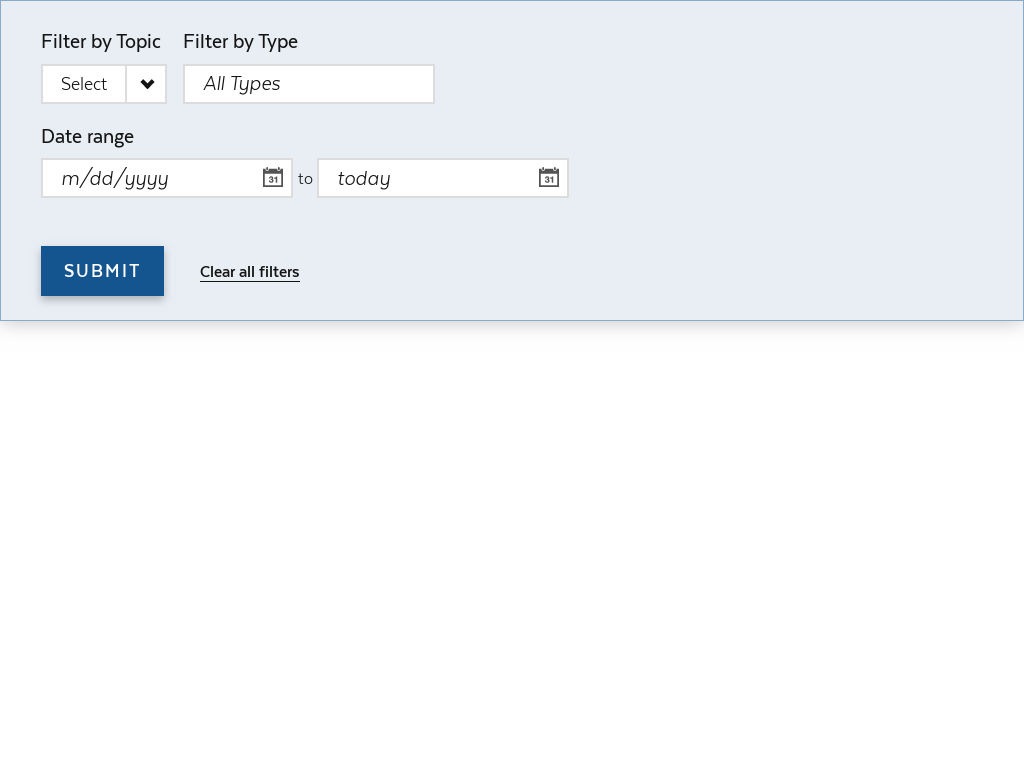 Filter by Topic Filter by Type
Select All Types
Date range
m/dd/yyyy 31 to today 31
SUBMIT Clear all filters